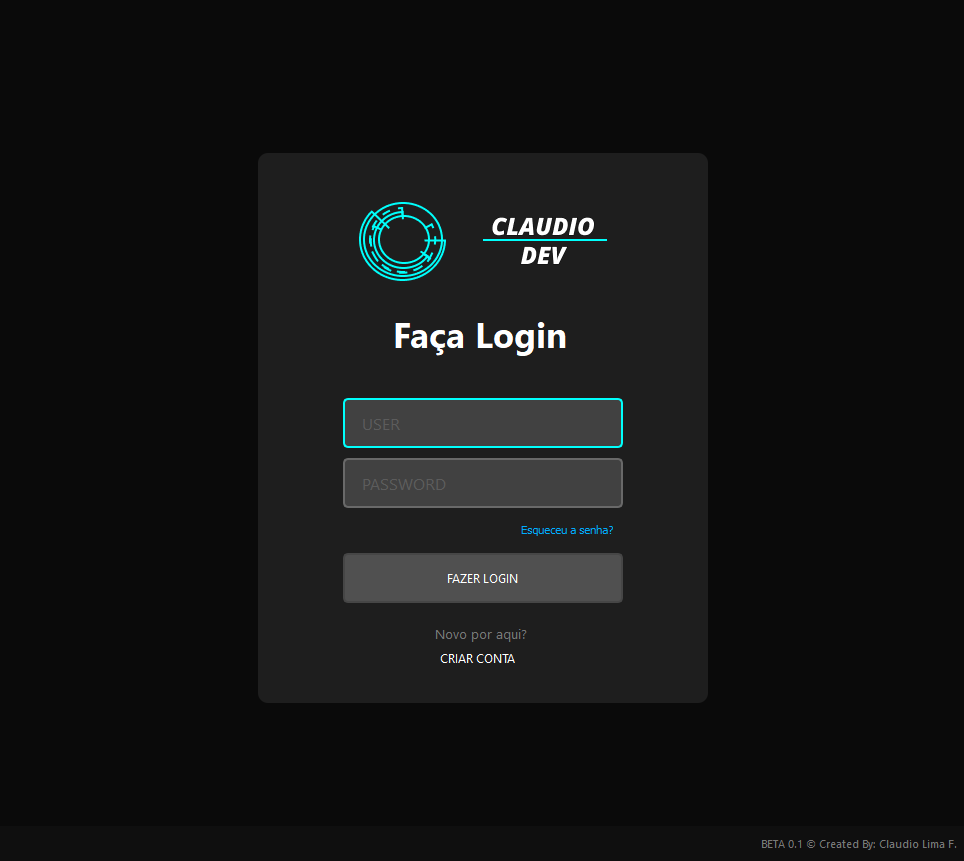 CLAUDIO
DEV
Faça Login
USER
PASSWORD
Esqueceu a senha?
FAZER LOGIN
Novo por aqui?
CRIAR CONTA
BETA 0.1 © Created By: Claudio Lima F.